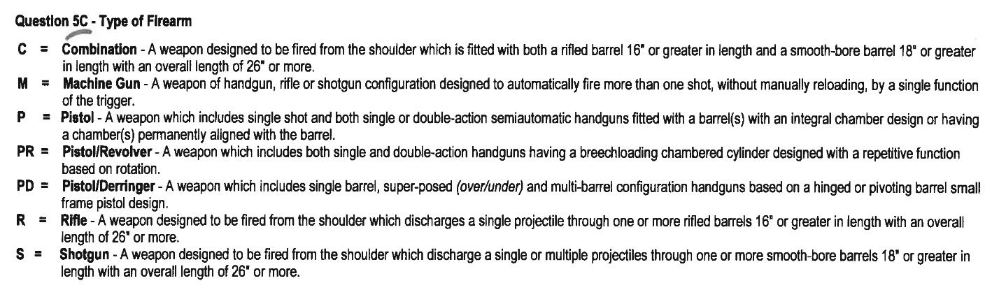 Question 5C - Type of Firearm
C = Combination - A weapon designed to be fired from the shoulder which is fitted with both a rifled barrel 16" or greater in length and a smooth-bore barrel 18" or greater
in length with an overall length of 26" or more.
M = Machine Gun - A weapon of handgun, rifle or shotgun configuration designed to automatically fire more than one shot, without manually reloading, by a single function
of the trigger.
P = Pistol - A weapon which includes single shot and both single or double-action semiautomatic handguns fitted with a barrel(s) with an integral chamber design or having
a chamber(s) permanently aligned with the barrel.
PR = Pistol/Revolver - A weapon which includes both single and double-action handguns having a breechloading chambered cylinder designed with a repetitive function
based on rotation.
PD = Pistol/Derringer - A weapon which includes single barrel, super-posed (over/under) and multi-barrel configuration handguns based on a hinged or pivoting barrel small
frame pistol design.
R = Rifle - A weapon designed to be fired from the shoulder which discharges a single projectile through one or more rifled barrels 16" or greater in length with an overall
length of 26" or more.
S = Shotgun - A weapon designed to be fired from the shoulder which discharge a single or multiple projectiles through one or more smooth-bore barrels 18" or greater in
length with an overall length of 26" or more.